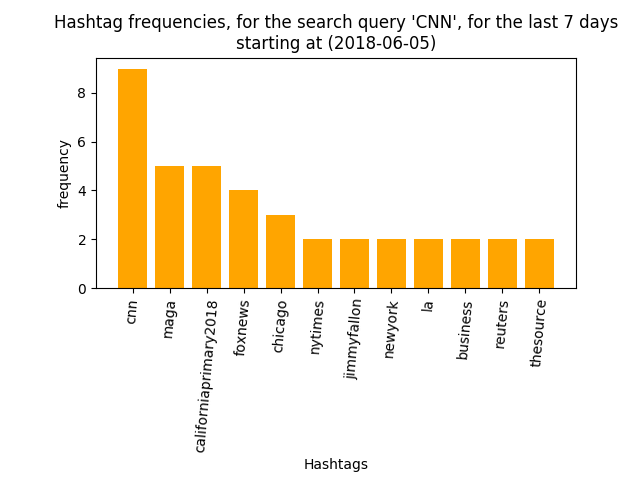 Hashtag frequencies, for the search query 'CNN', for the last 7 days
starting at (2018-06-05)
8
6
4
2
0
frequency
cnn
maga
californiaprimary2018
foxnews
chicago
nytimes
jimmyfallon
newyork
la
business
reuters
thesource
Hashtags